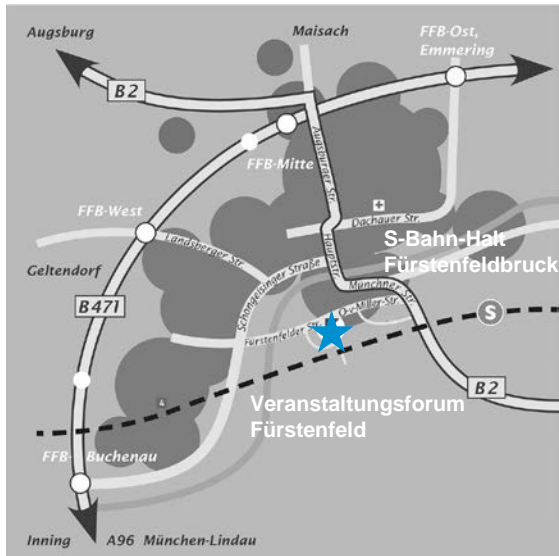 Augsburg
Maisach
FFB-Ost,
Emmering
B2
Augsburger Str.
FFB-Mitte
FFB-West
Dachauer Str.
Landsberger Str.
Hauptstr.
S-Bahn-Halt
Fürstenfeldbruck
Geltendorf
Schöngeisinger Straße
Münchner Str.
B471
O.-v.-Miller-Str.
Fürstenfelder Str.
S
4
B2
Veranstaltungsforum
Fürstenfeld
FFB-Buchenau
Inning
A96 München-Lindau